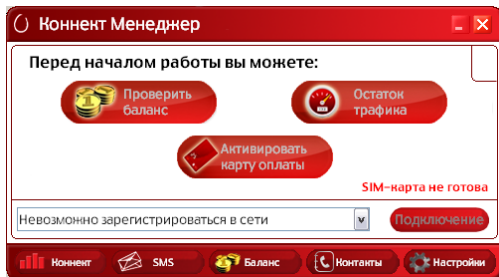 Коннект Менеджер
Перед началом работы вы можете:
Проверить
баланс
Остаток
трафика
Активировать
карту оплаты
SIM-карта не готова
Невозможно зарегистрироваться в сети
Подключение
Коннект
SMS
Баланс
Контакты
Настройки